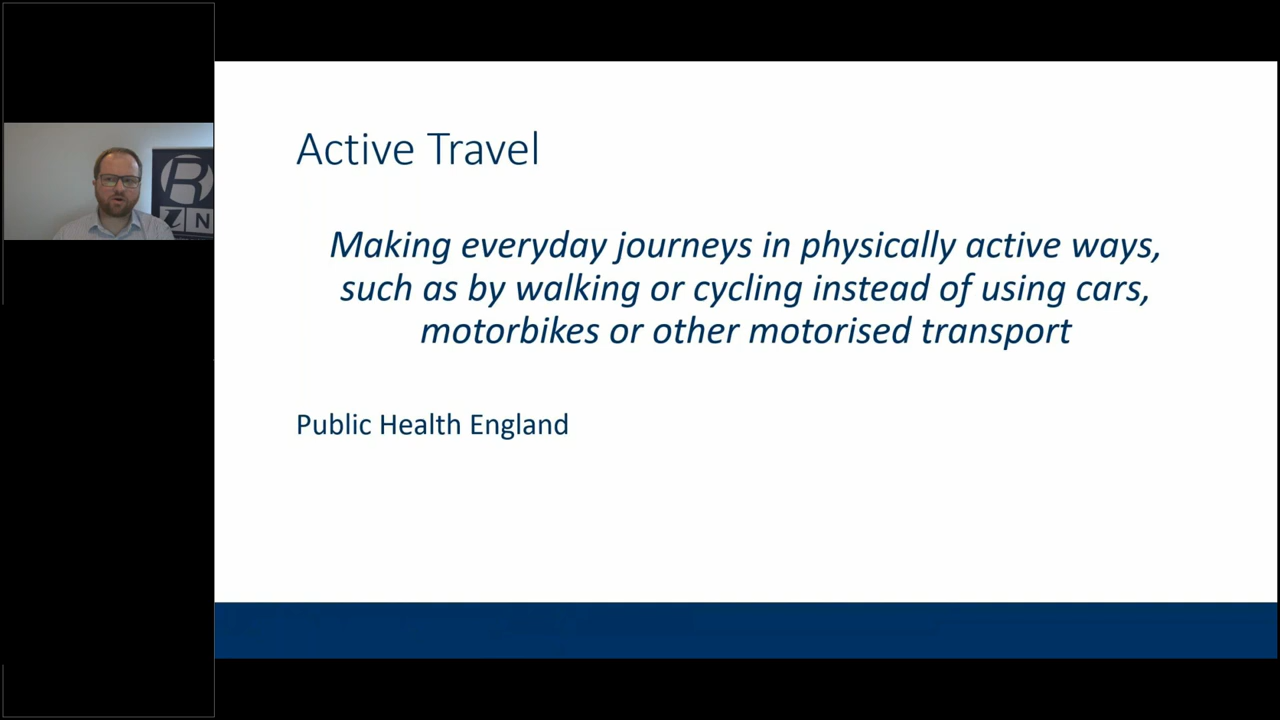 Active Travel
Making everyday journeys in physically active ways,
such as by walking or cycling instead of using cars,
motorbikes or other motorised transport
Public Health England
R
N